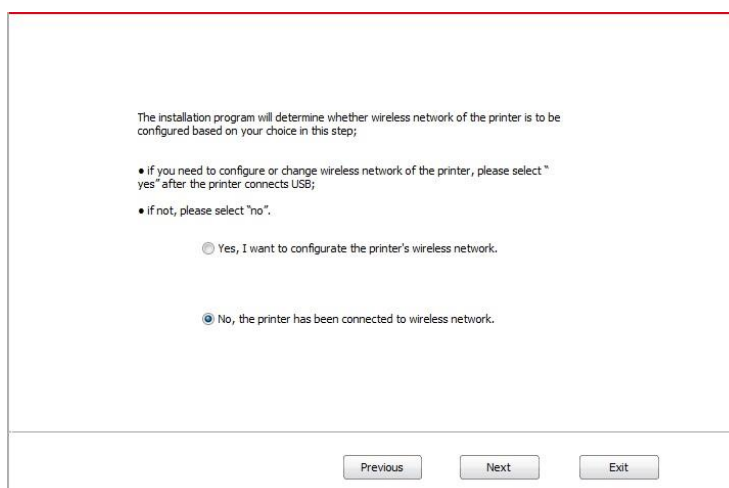 The installation program will determine whether wireless network of the printer is to be
configured based on your choice in this step;
● if you need to configure or change wireless network of the printer, please select “
yes” after the printer connects USB;
● if not, please select “no”.
Yes, I want to configurate the printer's wireless network.
No, the printer has been connected to wireless network.
Previous Next Exit